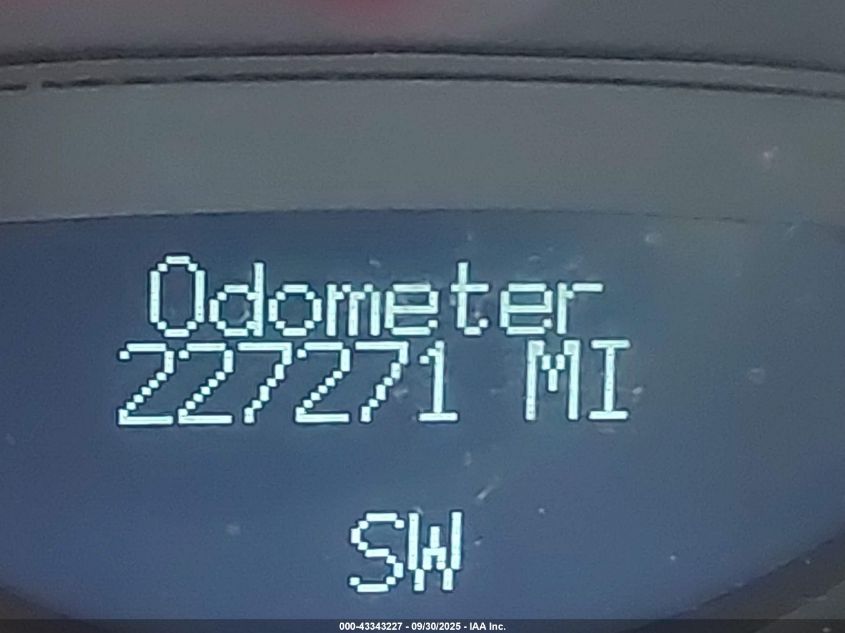 Odometer
227271 MI
SW
000-43343227 - 09/30/2025 - IAA Inc.